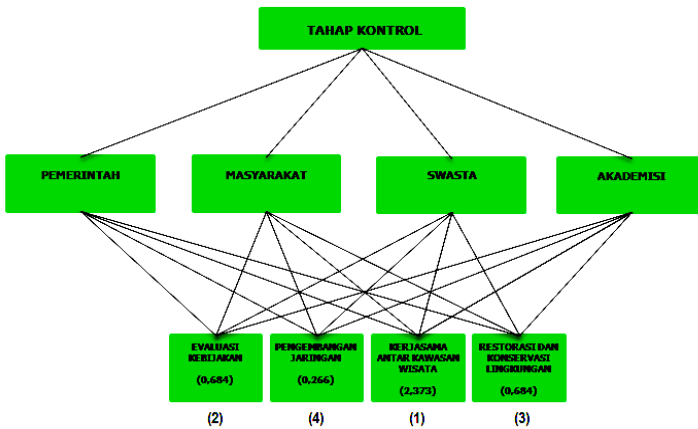 TAHAP KONTROL
PEMERINTAH
MASYARAKAT
SWASTA
AKADEMISI
EVALUASI
KEBIJAKAN
(0,684)
PENGEMBANGAN
JARINGAN
(0,266)
KERJASAMA
ANTAR KAWASAN
WISATA
(2,373)
RESTORASI DAN
KONSERVASI
LINGKUNGAN
(0,684)
(2)
(4)
(1)
(3)